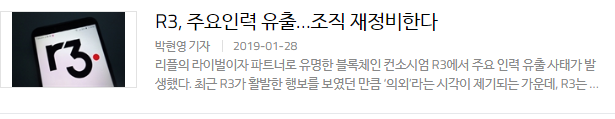 r3.
R3, 주요인력 유출…조직 재정비한다
박현영 기자 | 2019-01-28
리플의 라이벌이자 파트너로 유명한 블록체인 컨소시엄 R3에서 주요 인력 유출 사태가 발
생했다. 최근 R3가 활발한 행보를 보였던 만큼 '의외'라는 시각이 제기되는 가운데, R3는 ...